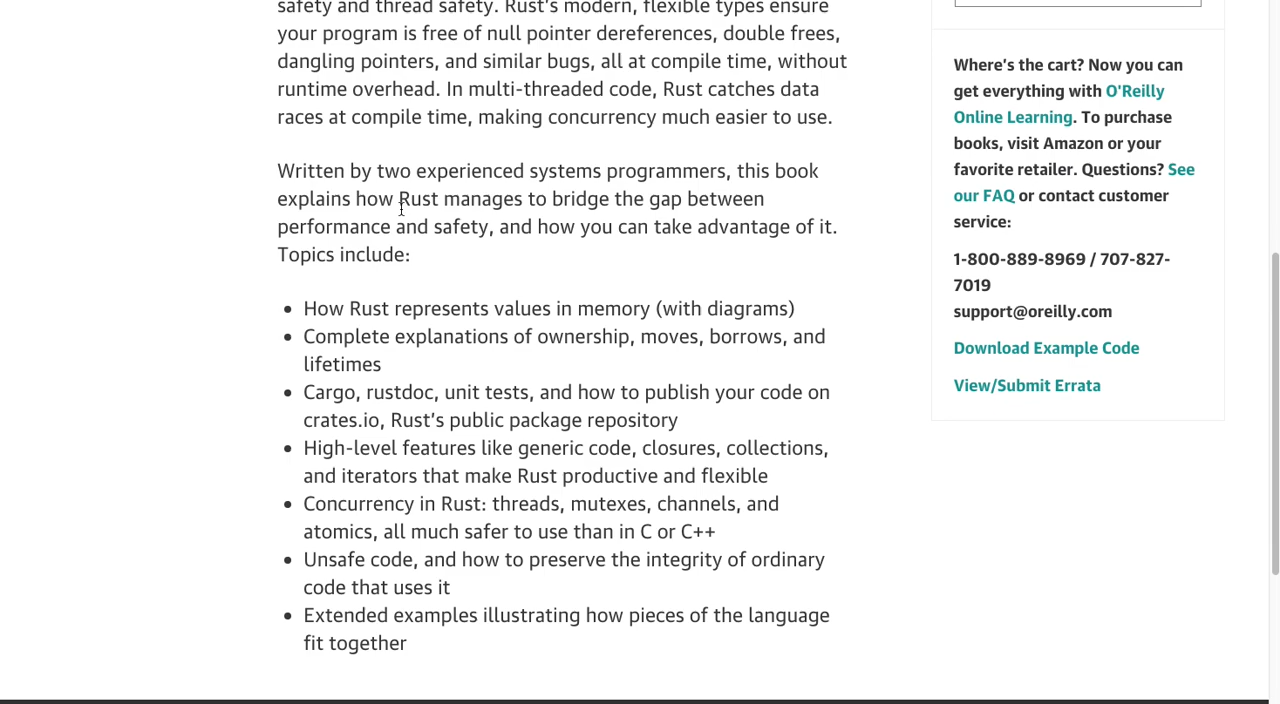 safety and thread safety. Rust’s modern, flexible types ensure
your program is free of null pointer dereferences, double frees,
dangling pointers, and similar bugs, all at compile time, without
runtime overhead. In multi-threaded code, Rust catches data
races at compile time, making concurrency much easier to use.
Written by two experienced systems programmers, this book
explains how Rust manages to bridge the gap between
performance and safety, and how you can take advantage of it.
Topics include:
How Rust represents values in memory (with diagrams)
Complete explanations of ownership, moves, borrows, and
lifetimes
Cargo, rustdoc, unit tests, and how to publish your code on
crates.io, Rust’s public package repository
High-level features like generic code, closures, collections,
and iterators that make Rust productive and flexible
Concurrency in Rust: threads, mutexes, channels, and
atomics, all much safer to use than in C or C++
Unsafe code, and how to preserve the integrity of ordinary
code that uses it
Extended examples illustrating how pieces of the language
fit together
Where’s the cart? Now you can
get everything with O'Reilly
Online Learning. To purchase
books, visit Amazon or your
favorite retailer. Questions? See
our FAQ or contact customer
service:
1-800-889-8969 / 707-827-
7019
support@oreilly.com
Download Example Code
View/Submit Errata